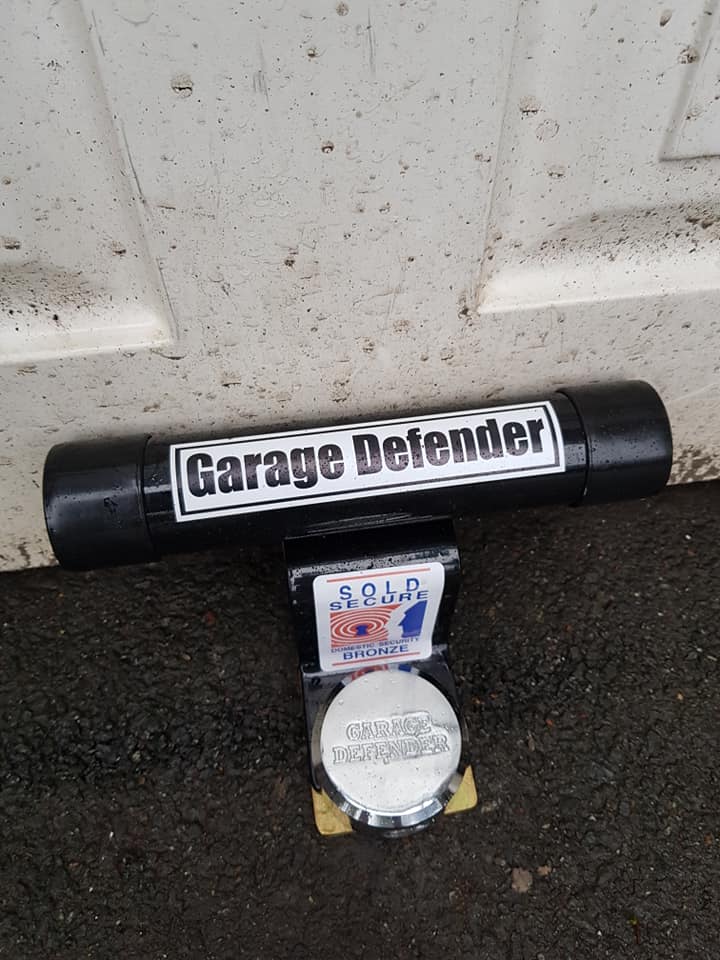 Garage Defender
SOLD
SECURE
DOMESTIC SECURITY
BRONZE
GARAGE
DEFENDER